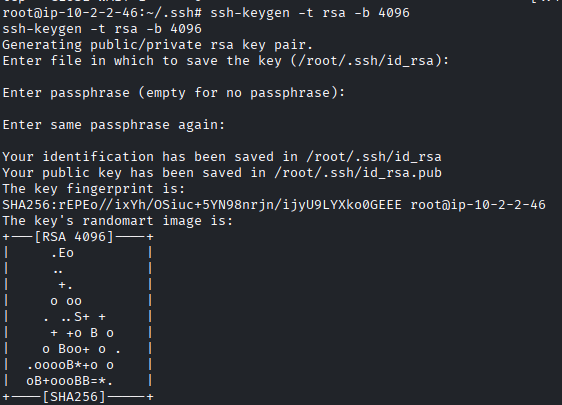 root@ip-10-2-2-46:~/.ssh# ssh-keygen -t rsa -b 4096
ssh-keygen -t rsa -b 4096
Generating public/private rsa key pair.
Enter file in which to save the key (/root/.ssh/id_rsa):
Enter passphrase (empty for no passphrase):
Enter same passphrase again:
Your identification has been saved in /root/.ssh/id_rsa
Your public key has been saved in /root/.ssh/id_rsa.pub
The key fingerprint is:
SHA256:rEPEo//ixYh/OSiuc+5YN98nrjn/ijyU9LYXko0GEEE root@ip-10-2-2-46
The key's randomart image is:
+---[RSA 4096]----+
|     .Eo         |
|     ..          |
|      +.         |
|     o oo        |
|    . ..S+ +     |
|     + +o B o    |
|    o Boo+ o .   |
|  .ooooB*+o o    |
|  oB+oooBB=*.    |
+----[SHA256]-----+